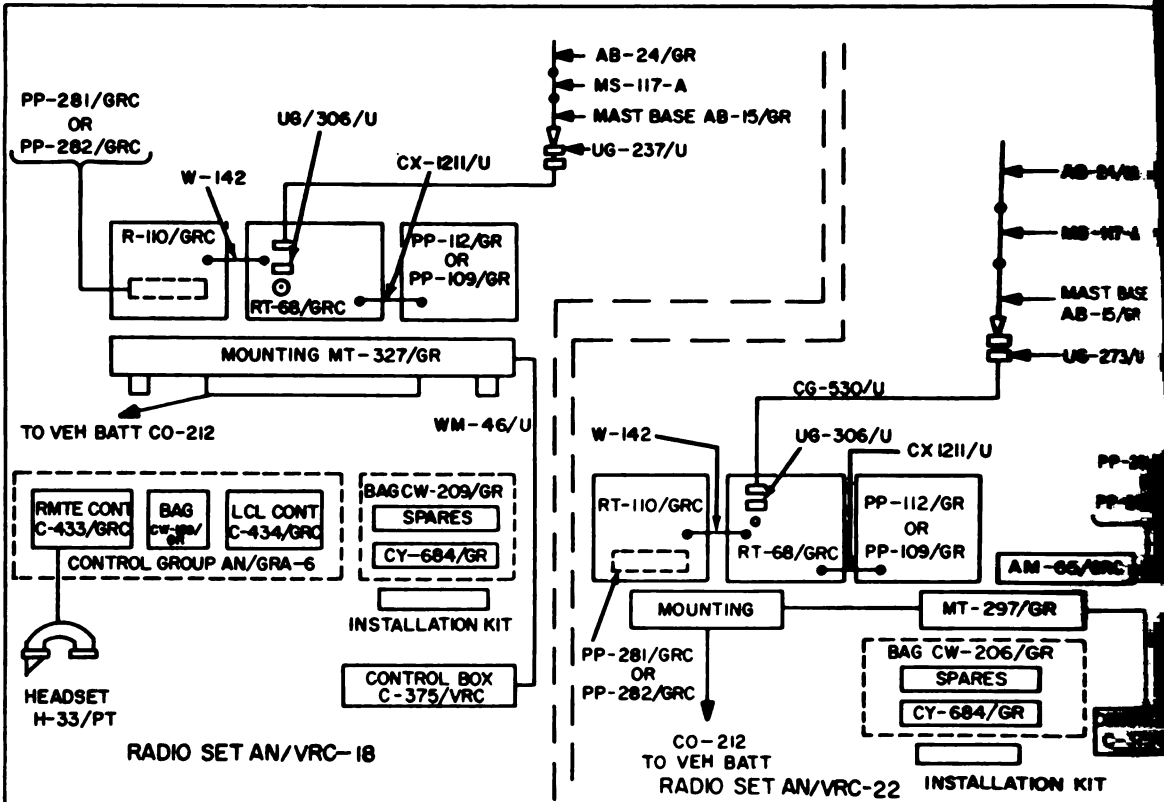 AB-24/GR
MS-117-A
MAST BASE AB-15/GR
UG-237/U
PP-281/GRC
OR
PP-282/GRC
UG/306/U
CX-1211/U
W-142
R-110/GRC
RT-68/GRC
PP-112/GR
OR
PP-109/GR
MOUNTING MT-327/GR
TO VEH BATT CO-212
WM-46/U
RMTE CONT
C-433/GRC
BAG
LCL CONT
C-434/GRC
CONTROL GROUP AN/GRA-6
BAG CW-209/GR
SPARES
CY-684/GR
INSTALLATION KIT
HEADSET
H-33/PT
CONTROL BOX
C-375/VRC
RADIO SET AN/VRC-18
MAST BASE
AB-15/GR
UG-273/U
CG-530/U
W-142
UG-306/U
CX 1211/U
RT-110/GRC
RT-68/GRC
PP-112/GR
OR
PP-109/GR
AM-65/GRC
MOUNTING
MT-297/GR
PP-281/GRC
OR
PP-282/GRC
BAG CW-206/GR
SPARES
CY-684/GR
CO-212
TO VEH BATT
INSTALLATION KIT
RADIO SET AN/VRC-22